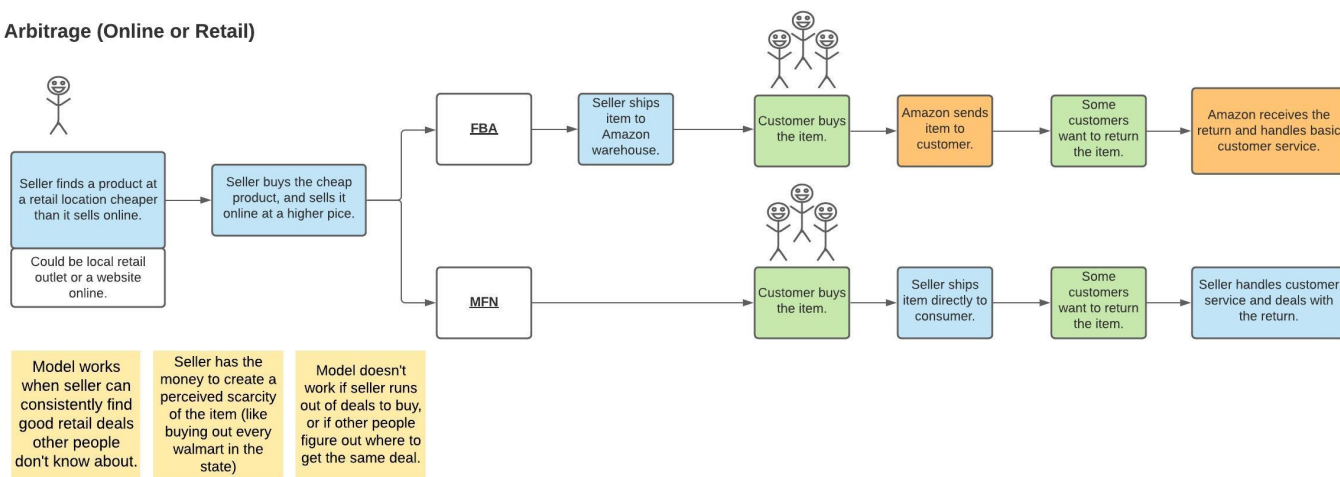 Arbitrage (Online or Retail)
Seller finds a product at
a retail location cheaper
than it sells online.
Could be local retail
outlet or a website
online.
Seller buys the cheap
product, and sells it
online at a higher pice.
FBA
Seller ships
item to
Amazon
warehouse.
Customer buys
the item.
Amazon sends
item to
customer.
Some
customers
want to return
the item.
Amazon receives the
return and handles basic
customer service.
MFN
Customer buys
the item.
Seller ships
item directly to
consumer.
Some
customers
want to return
the item.
Seller handles customer
service and deals with
the return.
Model works
when seller can
consistently find
good retail deals
other people
don't know about.
Seller has the
money to create a
perceived scarcity
of the item (like
buying out every
walmart in the
state)
Model doesn't
work if seller runs
out of deals to buy,
or if other people
figure out where to
get the same deal.